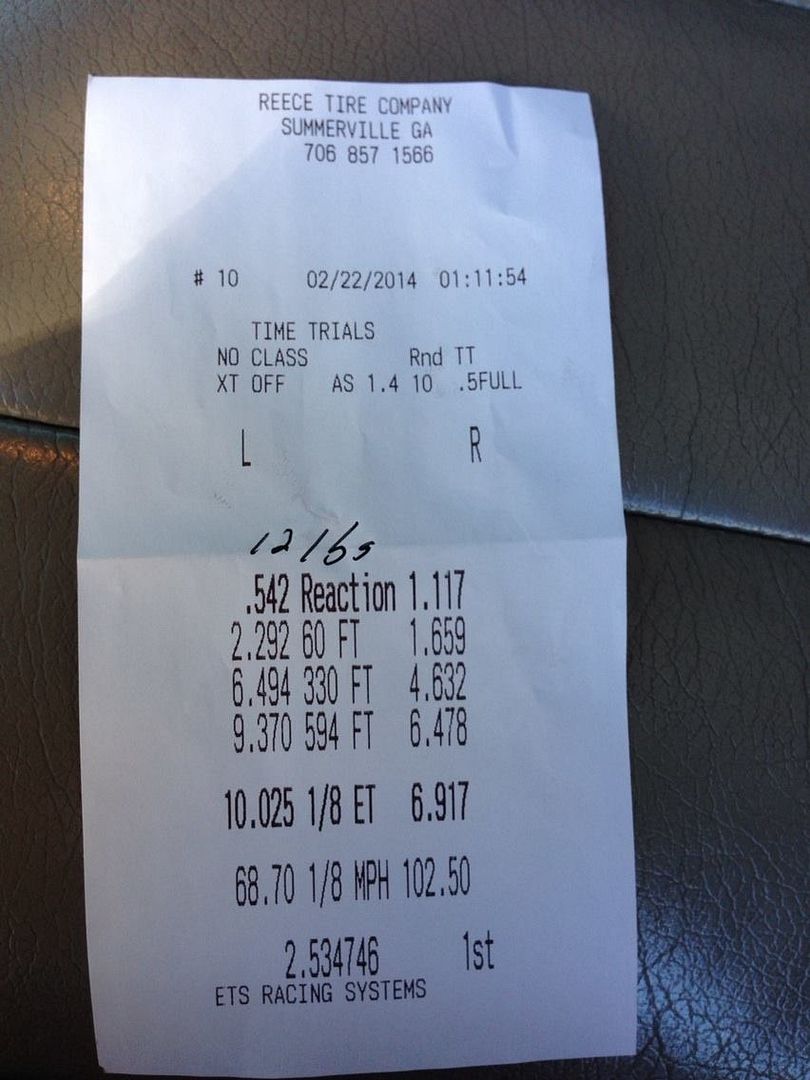 REECE TIRE COMPANY
SUMMERVILLE GA
706 857 1566
# 10 02/22/2014 01:11:54
TIME TRIALS
NO CLASS Rnd TT
XT OFF AS 1.4 10 .5FULL
L R
12 lbs
.542 Reaction 1.117
2.292 60 FT 1.659
6.494 330 FT 4.632
9.370 594 FT 6.478
10.025 1/8 ET 6.917
68.70 1/8 MPH 102.50
2.534746 1st
ETS RACING SYSTEMS